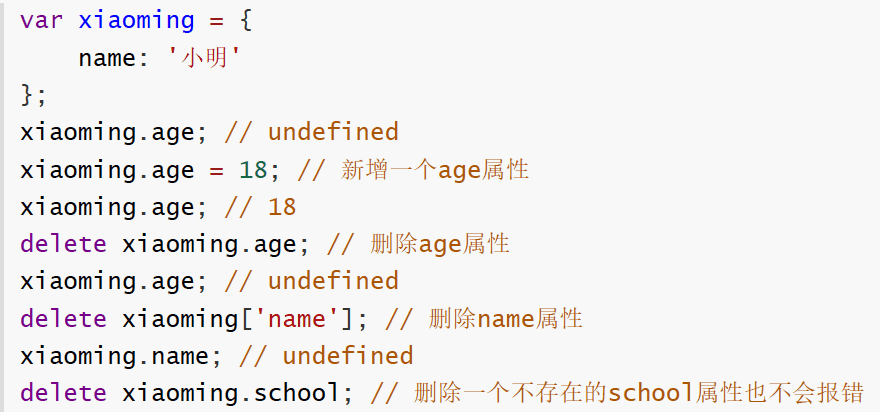 var xiaoming = {
    name: '小明'
};
xiaoming.age; // undefined
xiaoming.age = 18; // 新增一个age属性
xiaoming.age; // 18
delete xiaoming.age; // 删除age属性
xiaoming.age; // undefined
delete xiaoming['name']; // 删除name属性
xiaoming.name; // undefined
delete xiaoming.school; // 删除一个不存在的school属性也不会报错